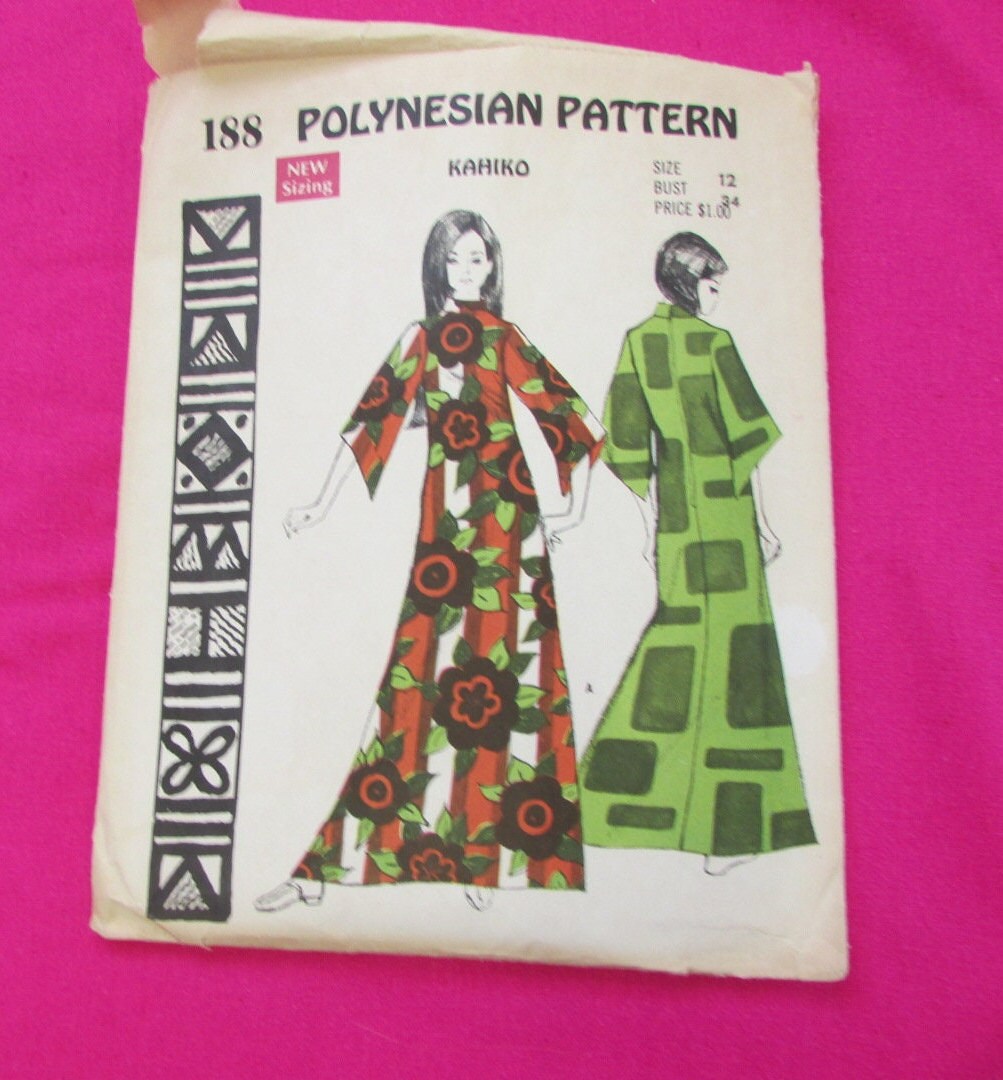 188 POLYNESIAN PATTERN
NEW
Sizing
KAHIKO
SIZE 12
BUST 34
PRICE $1.00
A